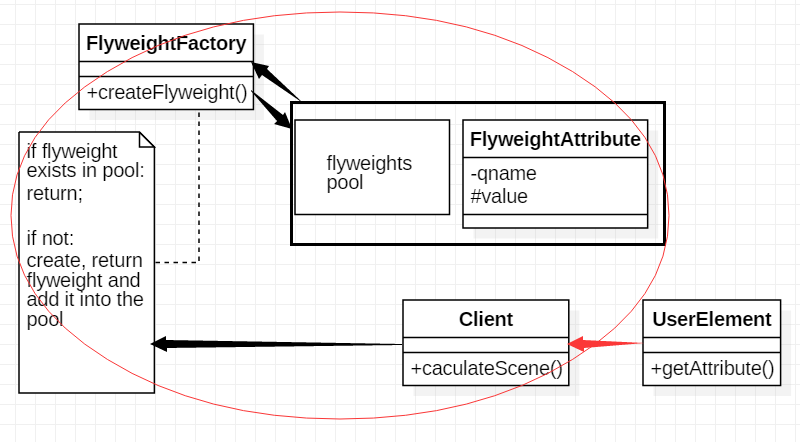 FlyweightFactory
+createFlyweight()
if flyweight
exists in pool:
return;
if not:
create, return
flyweight and
add it into the
pool
flyweights
pool
FlyweightAttribute
-qname
#value
Client
+caculateScene()
UserElement
+getAttribute()